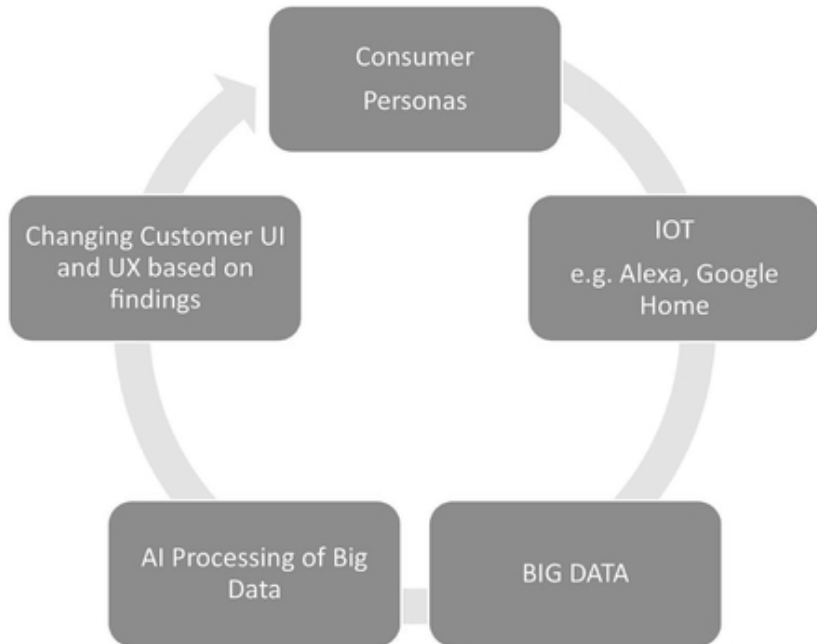 Consumer
Personas
IOT
e.g. Alexa, Google
Home
BIG DATA
AI Processing of Big
Data
Changing Customer UI
and UX based on
findings